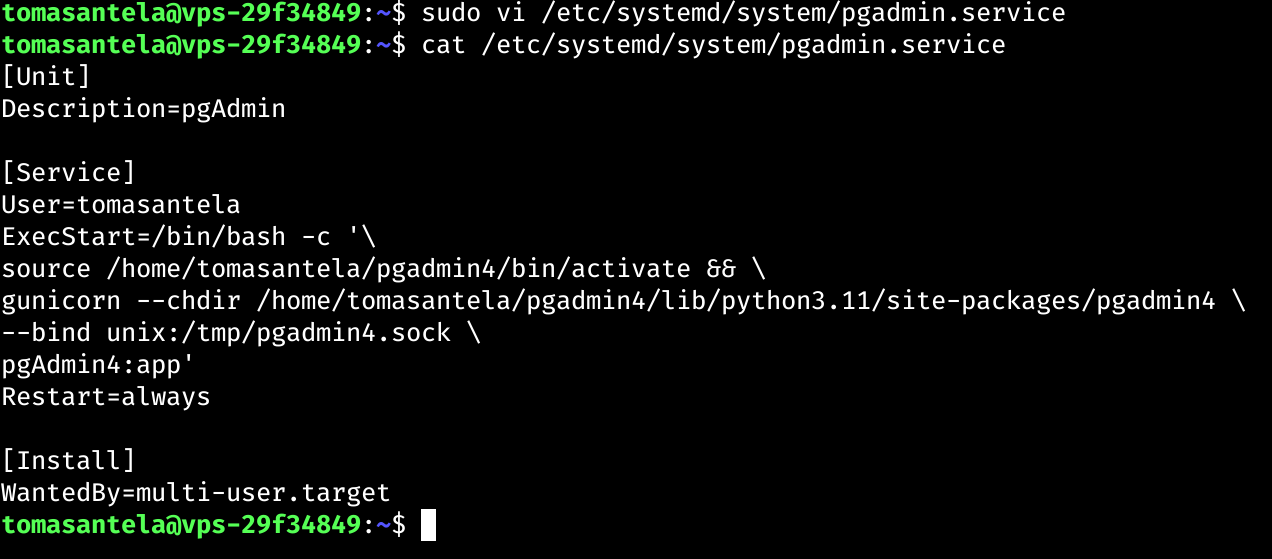 tomasantela@vps-29f34849:~$ sudo vi /etc/systemd/system/pgadmin.service
tomasantela@vps-29f34849:~$ cat /etc/systemd/system/pgadmin.service
[Unit]
Description=pgAdmin

[Service]
User=tomasantela
ExecStart=/bin/bash -c '\
source /home/tomasantela/pgadmin4/bin/activate && \
gunicorn --chdir /home/tomasantela/pgadmin4/lib/python3.11/site-packages/pgadmin4 \
--bind unix:/tmp/pgadmin4.sock \
pgAdmin4:app'
Restart=always

[Install]
WantedBy=multi-user.target
tomasantela@vps-29f34849:~$